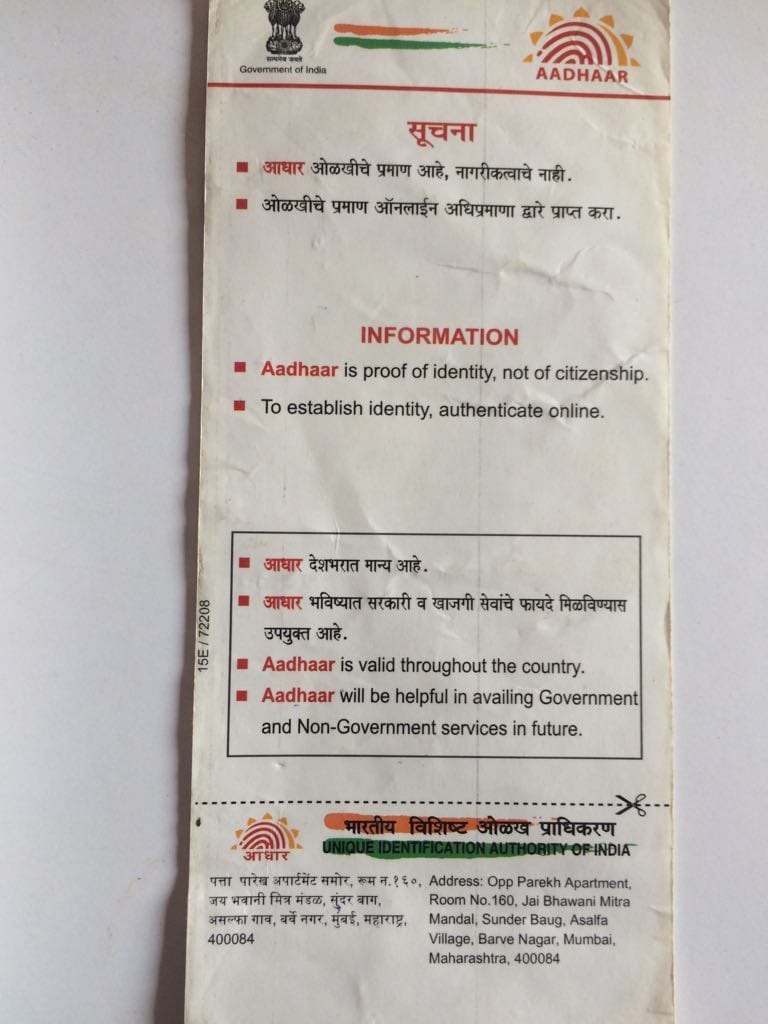 सत्यमेव जयते
Government of India
AADHAAR
सूचना
आधार ओळखीचे प्रमाण आहे, नागरीकत्वाचे नाही.
ओळखीचे प्रमाण ऑनलाईन अधिप्रमाणा द्वारे प्राप्त करा.
INFORMATION
Aadhaar is proof of identity, not of citizenship.
To establish identity, authenticate online.
आधार देशभरात मान्य आहे.
आधार भविष्यात सरकारी व खाजगी सेवांचे फायदे मिळविण्यास
उपयुक्त आहे.
Aadhaar is valid throughout the country.
Aadhaar will be helpful in availing Government
and Non-Government services in future.
15E / 72208
आधार
भारतीय विशिष्ट ओळख प्राधिकरण
UNIQUE IDENTIFICATION AUTHORITY OF INDIA
पत्ता पारेख अपार्टमेंट समोर, रूम न.१६०,
जय भवानी मित्र मंडळ, सुंदर बाग,
असल्फा गाव, बर्वे नगर, मुंबई, महाराष्ट्र,
400084
Address: Opp Parekh Apartment,
Room No.160, Jai Bhawani Mitra
Mandal, Sunder Baug, Asalfa
Village, Barve Nagar, Mumbai,
Maharashtra, 400084